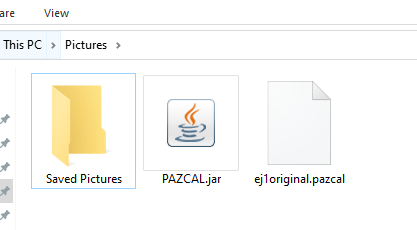 are
View
This PC > Pictures >
Saved Pictures
PAZCAL.jar
ej1original.pazcal